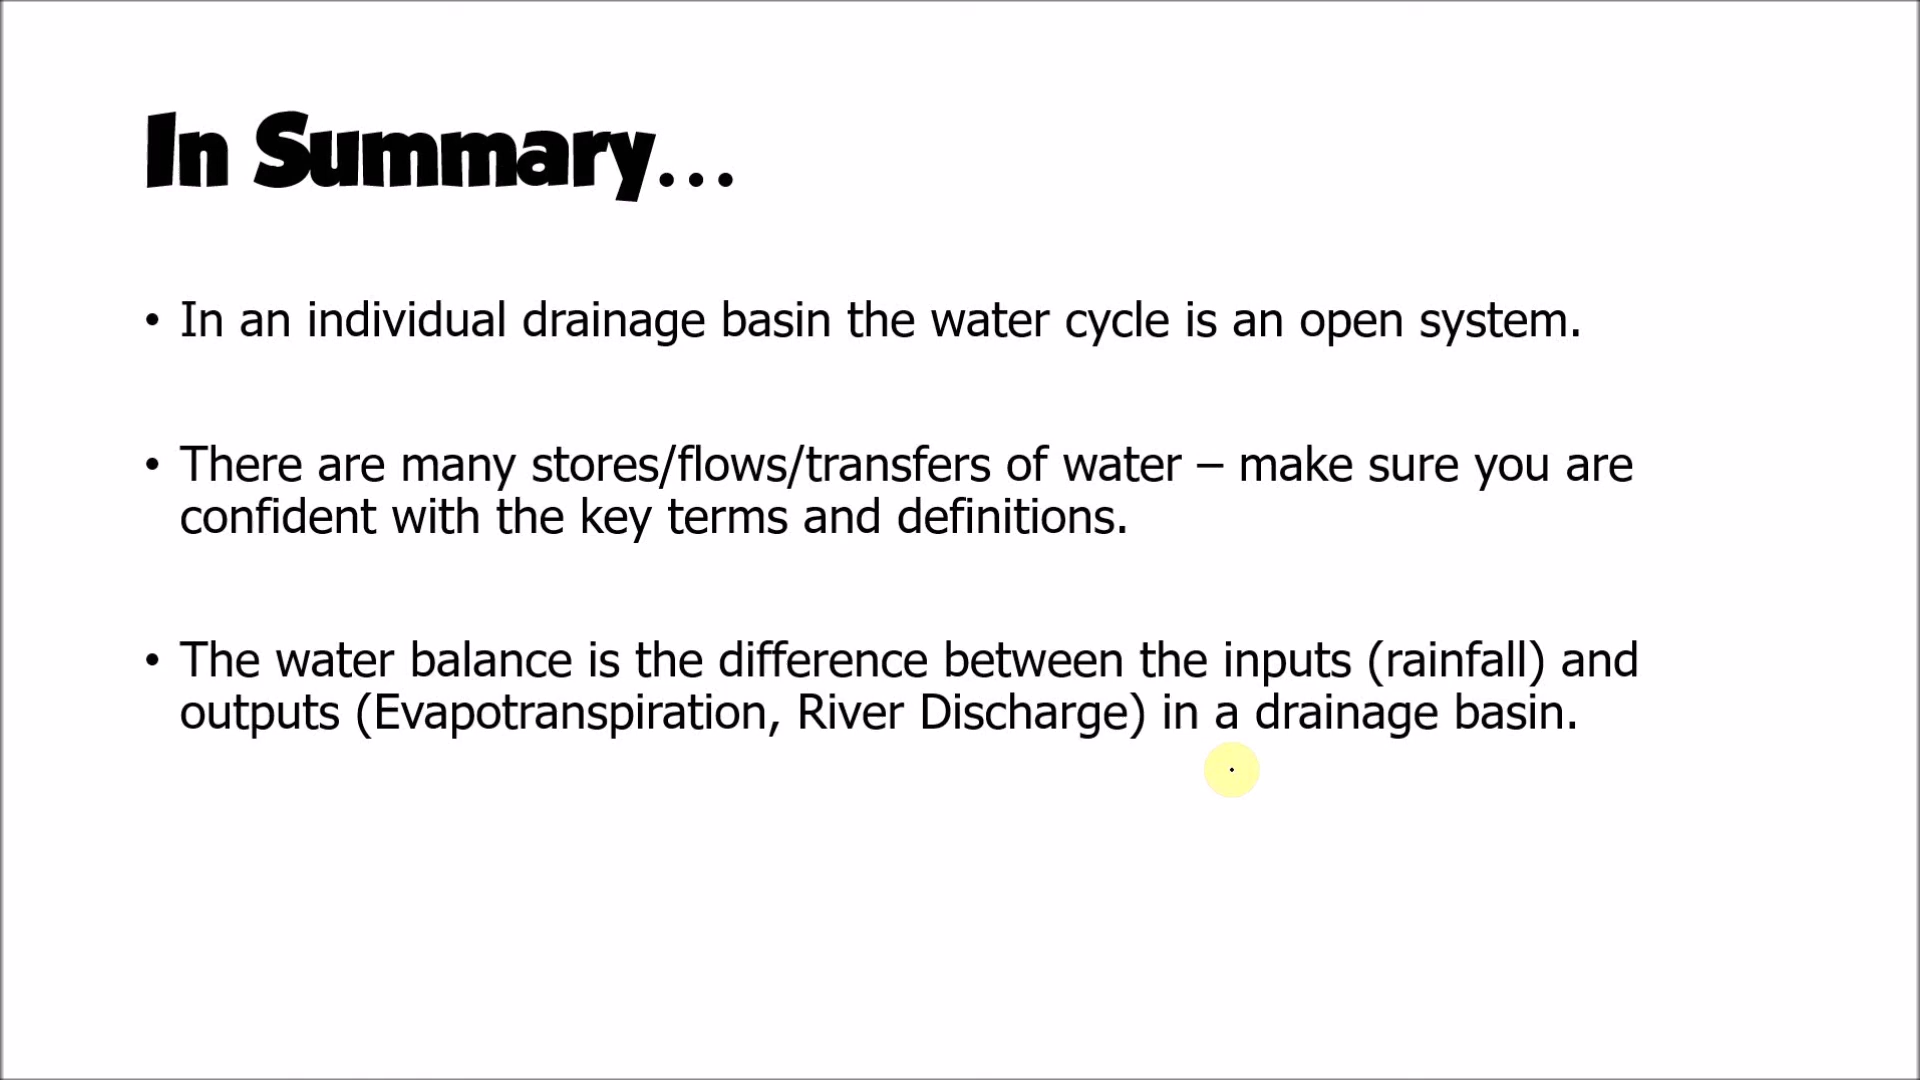 In Summary…
• In an individual drainage basin the water cycle is an open system.
• There are many stores/flows/transfers of water – make sure you are
confident with the key terms and definitions.
• The water balance is the difference between the inputs (rainfall) and
outputs (Evapotranspiration, River Discharge) in a drainage basin.